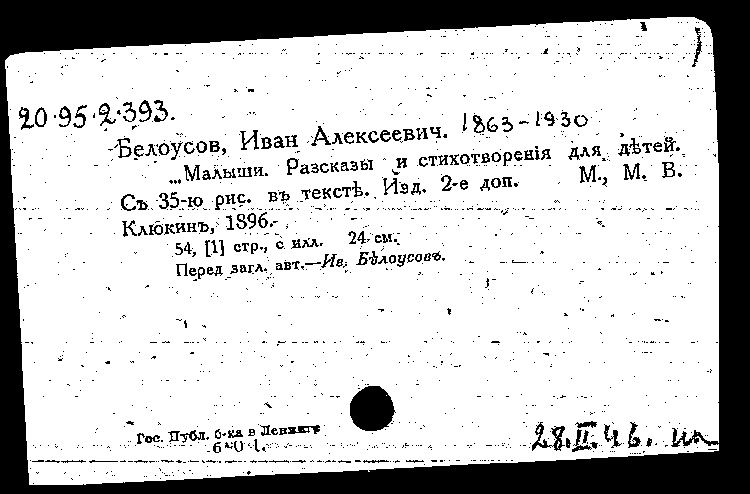 20.95.2.393.
Белоусов, Иван Алексеевич. 1863-1930
...Малыши. Разсказы и стихотворенія для дѣтей.
Съ 35-ю рис. въ текстѣ. Изд. 2-е доп. М., М. В.
Клюкинъ, 1896.
54, [1] стр., с илл. 24 см.
Перед загл. авт.—Ив. Бѣлоусовъ.
Гос. Публ. б-ка в Ленингр
28.II.46.